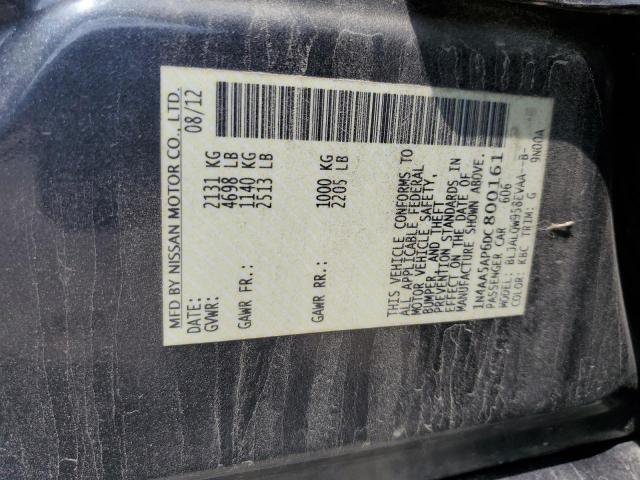 MFD BY NISSAN MOTOR CO., LTD.
DATE: 08/12
GVWR: 2131 KG
4698 LB
GAWR FR.: 1140 KG
2513 LB
GAWR RR.: 1000 KG
2205 LB
THIS VEHICLE CONFORMS TO
ALL APPLICABLE FEDERAL
MOTOR VEHICLE SAFETY,
BUMPER, AND THEFT
PREVENTION STANDARDS IN
EFFECT ON THE DATE OF
MANUFACTURE SHOWN ABOVE.
1N4AA5AP6DC800161
PASSENGER CAR 606
MODEL: BLJALQW958EVAA--B-
COLOR: KBC TRIM: G 9N00A